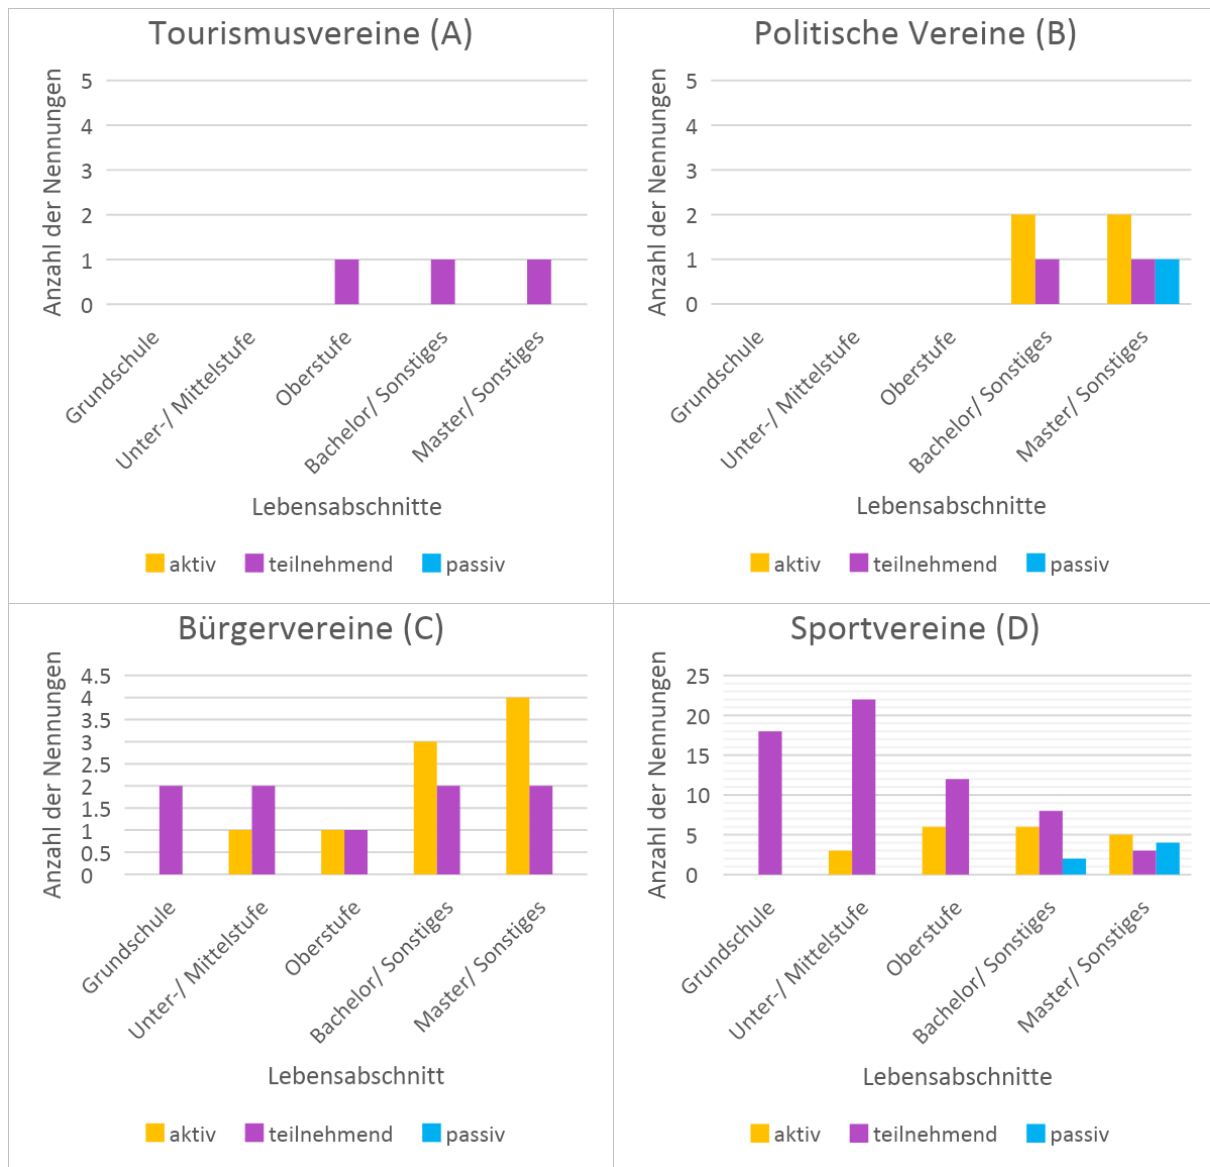 Tourismusvereine (A)
Anzahl der Nennungen
5
4
3
2
1
0
Grundschule
Unter-/ Mittelstufe
Oberstufe
Bachelor/ Sonstiges
Master/ Sonstiges
Lebensabschnitte
aktiv teilnehmend passiv
Politische Vereine (B)
Anzahl der Nennungen
5
4
3
2
1
0
Grundschule
Unter-/ Mittelstufe
Oberstufe
Bachelor/ Sonstiges
Master/ Sonstiges
Lebensabschnitte
aktiv teilnehmend passiv
Bürgervereine (C)
Anzahl der Nennungen
4.5
4
3.5
3
2.5
2
1.5
1
0.5
0
Grundschule
Unter-/ Mittelstufe
Oberstufe
Bachelor/ Sonstiges
Master/ Sonstiges
Lebensabschnitt
aktiv teilnehmend passiv
Sportvereine (D)
Anzahl der Nennungen
25
20
15
10
5
0
Grundschule
Unter-/ Mittelstufe
Oberstufe
Bachelor/ Sonstiges
Master/ Sonstiges
Lebensabschnitte
aktiv teilnehmend passiv